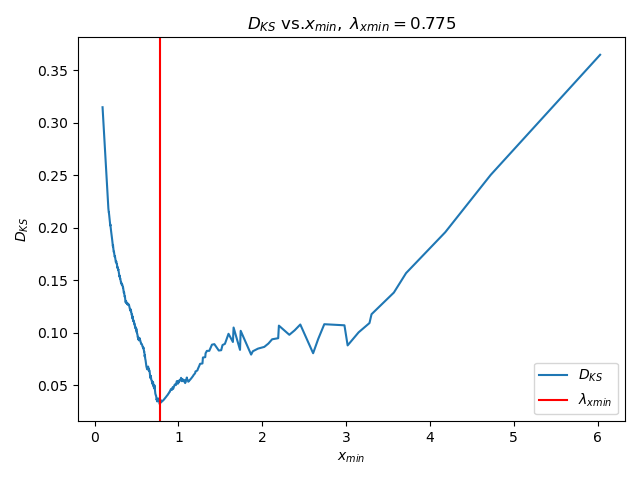 D_KS vs.x_min, λ_xmin = 0.775
0.35
0.30
0.25
0.20
0.15
0.10
0.05
D_KS
0 1 2 3 4 5 6
x_min
D_KS
λ_xmin